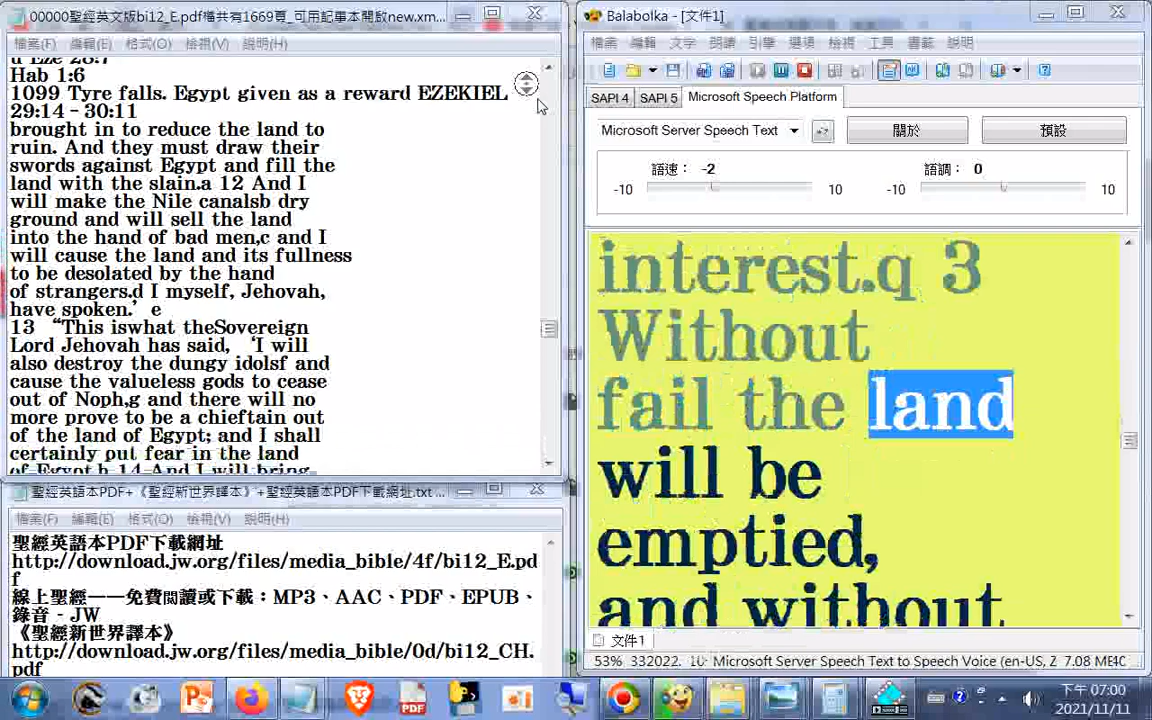 00000聖經英文版bi12_E.pdf檔共有1669頁_可用記事本開啟new.xm...
檔案(F) 編輯(E) 格式(O) 檢視(V) 說明(H)
d Eze 28:7
Hab 1:6
1099 Tyre falls. Egypt given as a reward EZEKIEL
29:14 – 30:11
brought in to reduce the land to
ruin. And they must draw their
swords against Egypt and fill the
land with the slain.a 12 And I
will make the Nile canalsb dry
ground and will sell the land
into the hand of bad men,c and I
will cause the land and its fullness
to be desolated by the hand
of strangers.d I myself, Jehovah,
have spoken.’ e
13 “This iswhat theSovereign
Lord Jehovah has said, ‘I will
also destroy the dungy idolsf and
cause the valueless gods to cease
out of Noph,g and there will no
more prove to be a chieftain out
of the land of Egypt; and I shall
certainly put fear in the land
of Egypt.h 14 And I will bring
聖經英語本PDF+《聖經新世界譯本》+聖經英語本PDF下載網址.txt ...
檔案(F) 編輯(E) 格式(O) 檢視(V) 說明(H)
聖經英語本PDF下載網址
http://download.jw.org/files/media_bible/4f/bi12_E.pd
f
線上聖經——免費閱讀或下載：MP3、AAC、PDF、EPUB、
錄音 - JW
《聖經新世界譯本》
http://download.jw.org/files/media_bible/0d/bi12_CH.
pdf
Balabolka - [文件1]
檔案 編輯 文字 朗讀 引擎 選項 檢視 工具 書籤 說明
SAPI 4 SAPI 5 Microsoft Speech Platform
Microsoft Server Speech Text 關於 預設
語速： -2 語調： 0
-10 10 -10 10
interest.q 3
Without
fail the land
will be
emptied,
and without
文件1
53% 332022. 10 Microsoft Server Speech Text to Speech Voice (en-US, Z 7.08 ME
PDF
下午 07:00
2021/11/11